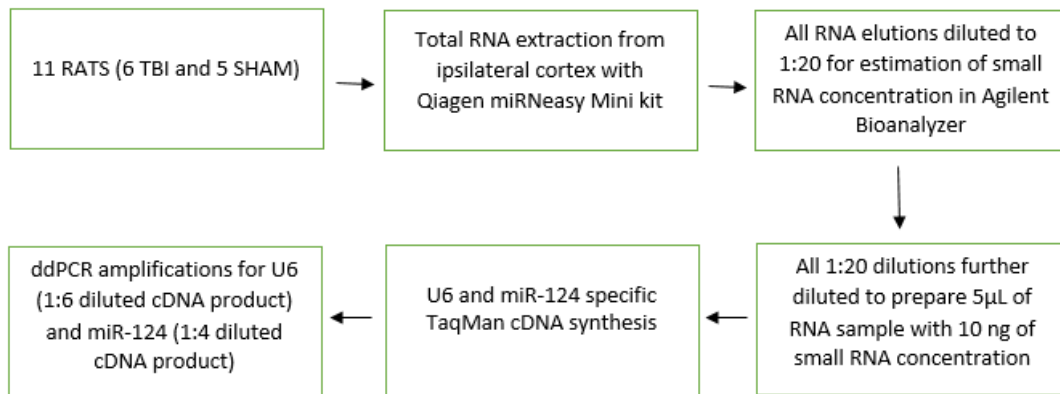 11 RATS (6 TBI and 5 SHAM)
Total RNA extraction from
ipsilateral cortex with
Qiagen miRNeasy Mini kit
All RNA elutions diluted to
1:20 for estimation of small
RNA concentration in Agilent
Bioanalyzer
All 1:20 dilutions further
diluted to prepare 5µL of
RNA sample with 10 ng of
small RNA concentration
U6 and miR-124 specific
TaqMan cDNA synthesis
ddPCR amplifications for U6
(1:6 diluted cDNA product)
and miR-124 (1:4 diluted
cDNA product)